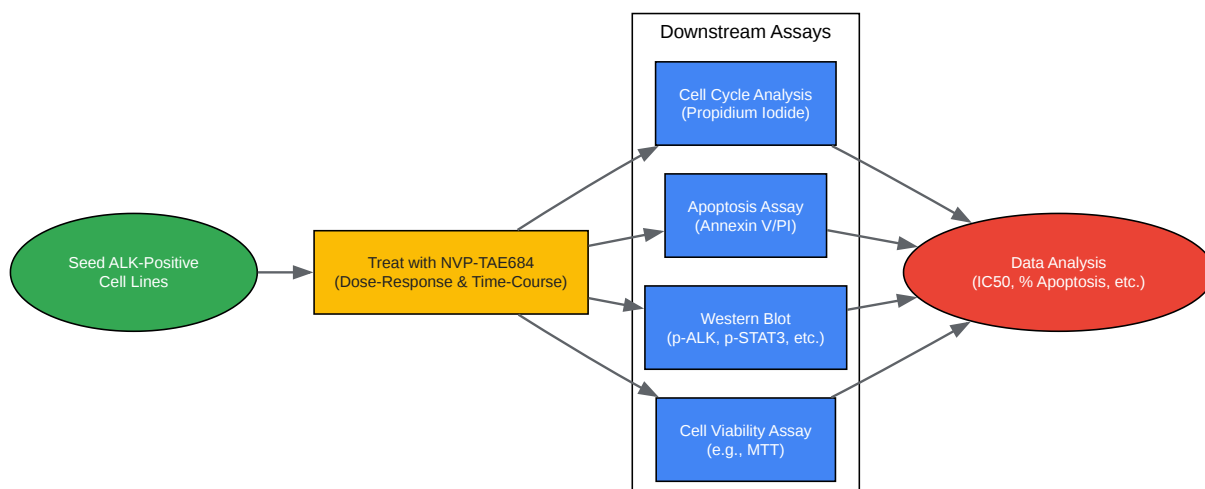 Downstream Assays
Cell Cycle Analysis
(Propidium Iodide)
Apoptosis Assay
(Annexin V/PI)
Seed ALK-Positive
Cell Lines
Treat with NVP-TAE684
(Dose-Response & Time-Course)
Data Analysis
(IC50, % Apoptosis, etc.)
Western Blot
(p-ALK, p-STAT3, etc.)
Cell Viability Assay
(e.g., MTT)